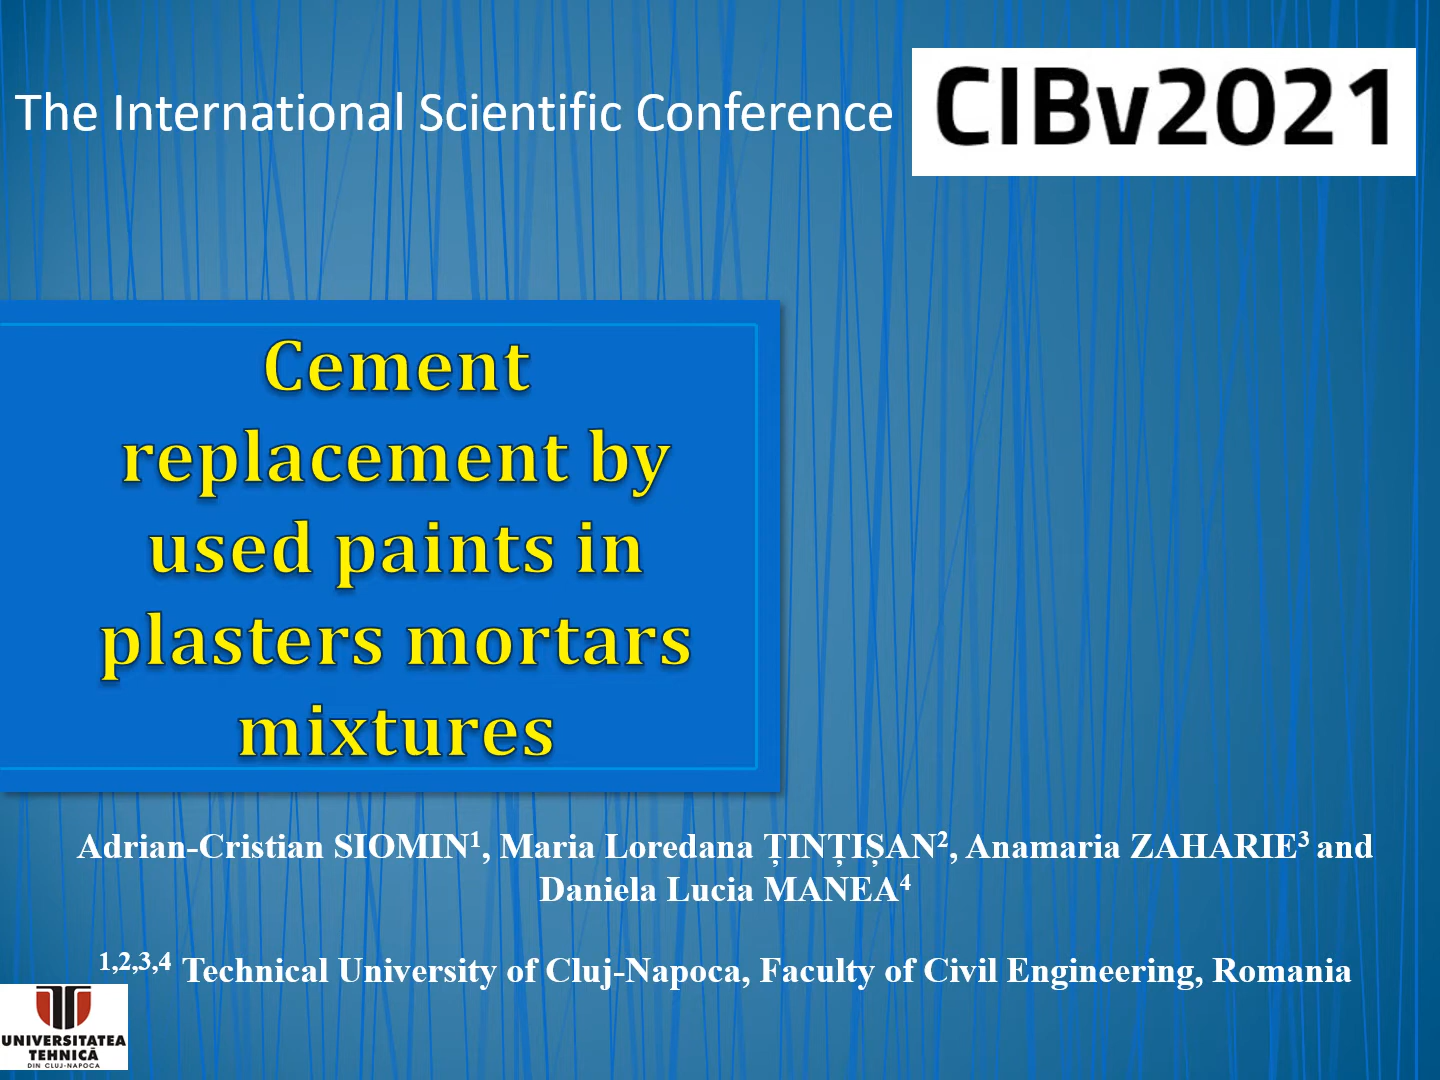 The International Scientific Conference
CIBv2021
Cement
replacement by
used paints in
plasters mortars
mixtures
Adrian-Cristian SIOMIN1, Maria Loredana ȚINȚIȘAN2, Anamaria ZAHARIE3 and
Daniela Lucia MANEA4
1,2,3,4 Technical University of Cluj-Napoca, Faculty of Civil Engineering, Romania
UNIVERSITATEA
TEHNICĂ
DIN CLUJ-NAPOCA